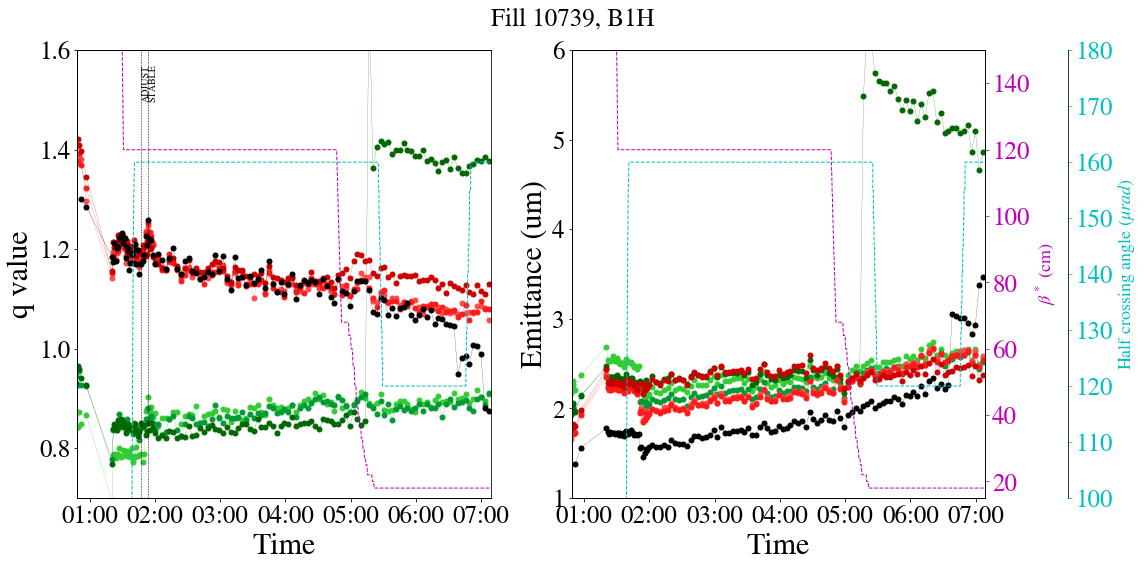 Fill 10739, B1H
q value
1.6
1.4
1.2
1.0
0.8
ADJUST
STABLE
01:00 02:00 03:00 04:00 05:00 06:00 07:00
Time
Emittance (um)
6
5
4
3
2
1
01:00 02:00 03:00 04:00 05:00 06:00 07:00
Time
140
120
100
80
60
40
20
β* (cm)
180
170
160
150
140
130
120
110
100
Half crossing angle (μrad)